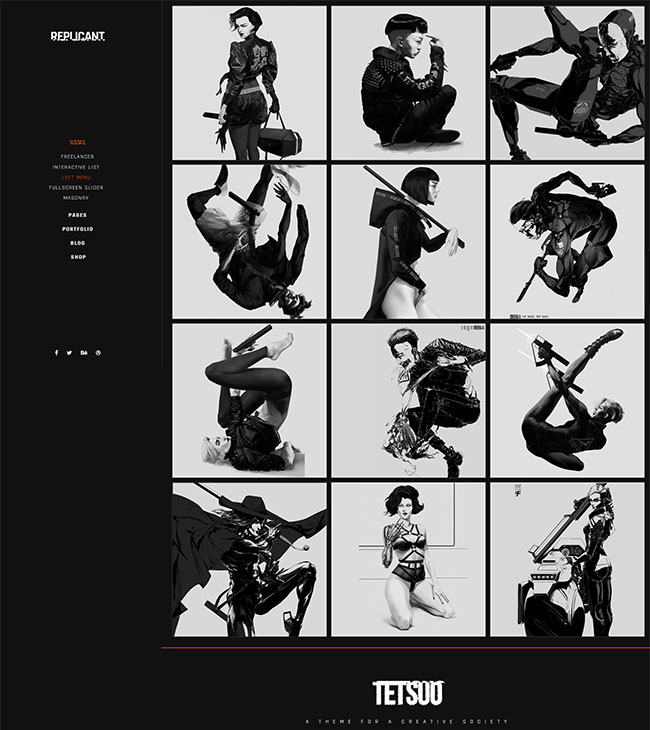 REPLICANT
HOME
FREELANCER
INTERACTIVE LIST
LEFT MENU
FULLSCREEN SLIDER
MASONRY
PAGES
PORTFOLIO
BLOG
SHOP
TETSUO
A THEME FOR A CREATIVE SOCIETY